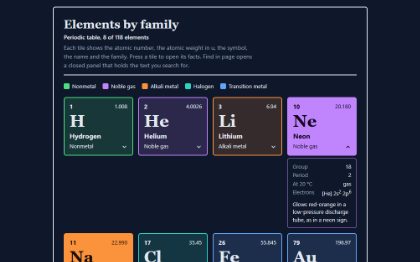 Elements by family
Periodic table, 8 of 118 elements
Each tile shows the atomic number, the atomic weight in u, the symbol,
the name and the family. Press a tile to open its facts. Find in page opens
a closed panel that holds the text you search for.
Nonmetal Noble gas Alkali metal Halogen Transition metal
1 1.008
H
Hydrogen
Nonmetal
2 4.0026
He
Helium
Noble gas
3 6.94
Li
Lithium
Alkali metal
10 20.180
Ne
Neon
Noble gas
Group 18
Period 2
At 20 °C gas
Electrons [He] 2s² 2p⁶
Glows red-orange in a
low-pressure discharge
tube, as in a neon sign.
11 22.990
Na
17 35.45
Cl
26 55.845
Fe
79 196.97
Au